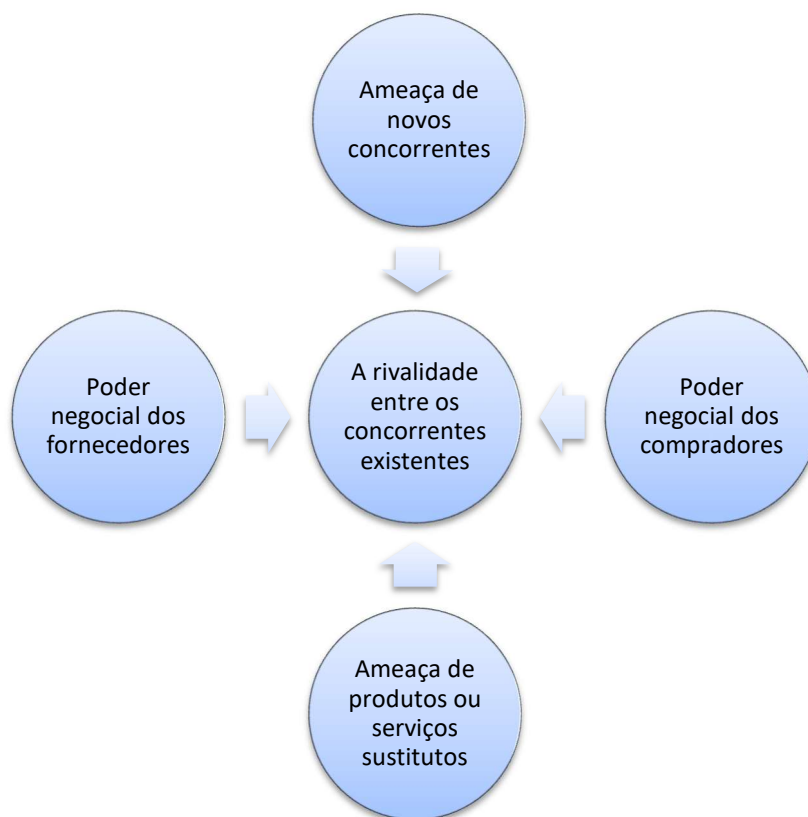 Ameaça de
novos
concorrentes
Poder
negocial dos
fornecedores
A rivalidade
entre os
concorrentes
existentes
Poder
negocial dos
compradores
Ameaça de
produtos ou
serviços
sustitutos